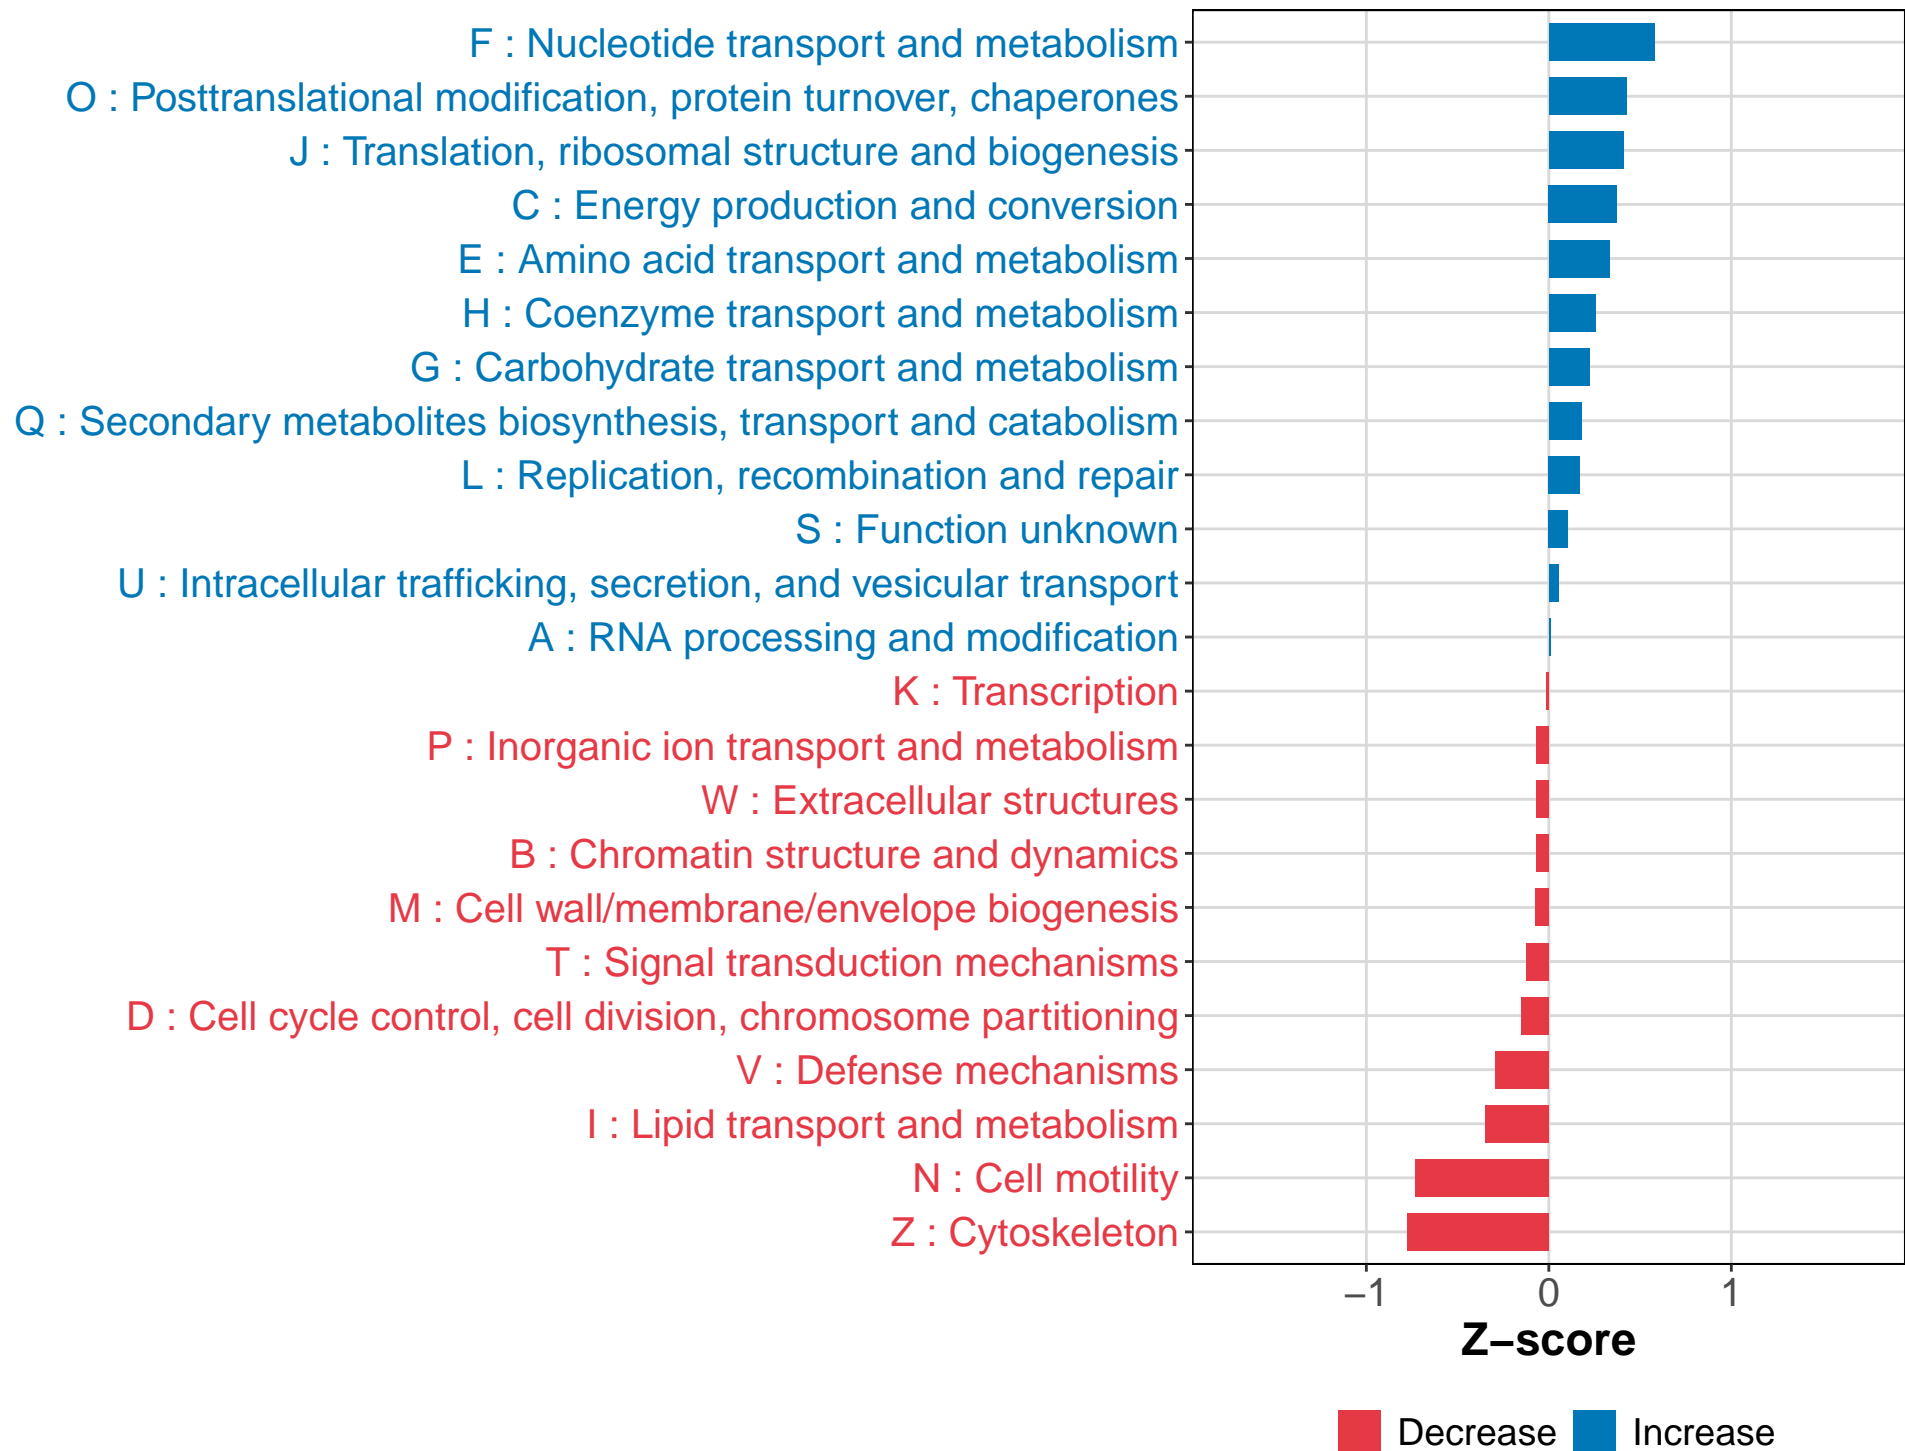 F : Nucleotide transport and metabolism
O : Posttranslational modification, protein turnover, chaperones
J : Translation, ribosomal structure and biogenesis
C : Energy production and conversion
E : Amino acid transport and metabolism
H : Coenzyme transport and metabolism
G : Carbohydrate transport and metabolism
Q : Secondary metabolites biosynthesis, transport and catabolism
L : Replication, recombination and repair
S : Function unknown
U : Intracellular trafficking, secretion, and vesicular transport
A : RNA processing and modification
K : Transcription
P : Inorganic ion transport and metabolism
W : Extracellular structures
B : Chromatin structure and dynamics
M : Cell wall/membrane/envelope biogenesis
T : Signal transduction mechanisms
D : Cell cycle control, cell division, chromosome partitioning
V : Defense mechanisms
I : Lipid transport and metabolism
N : Cell motility
Z : Cytoskeleton
−1 0 1
Z−score
Decrease Increase